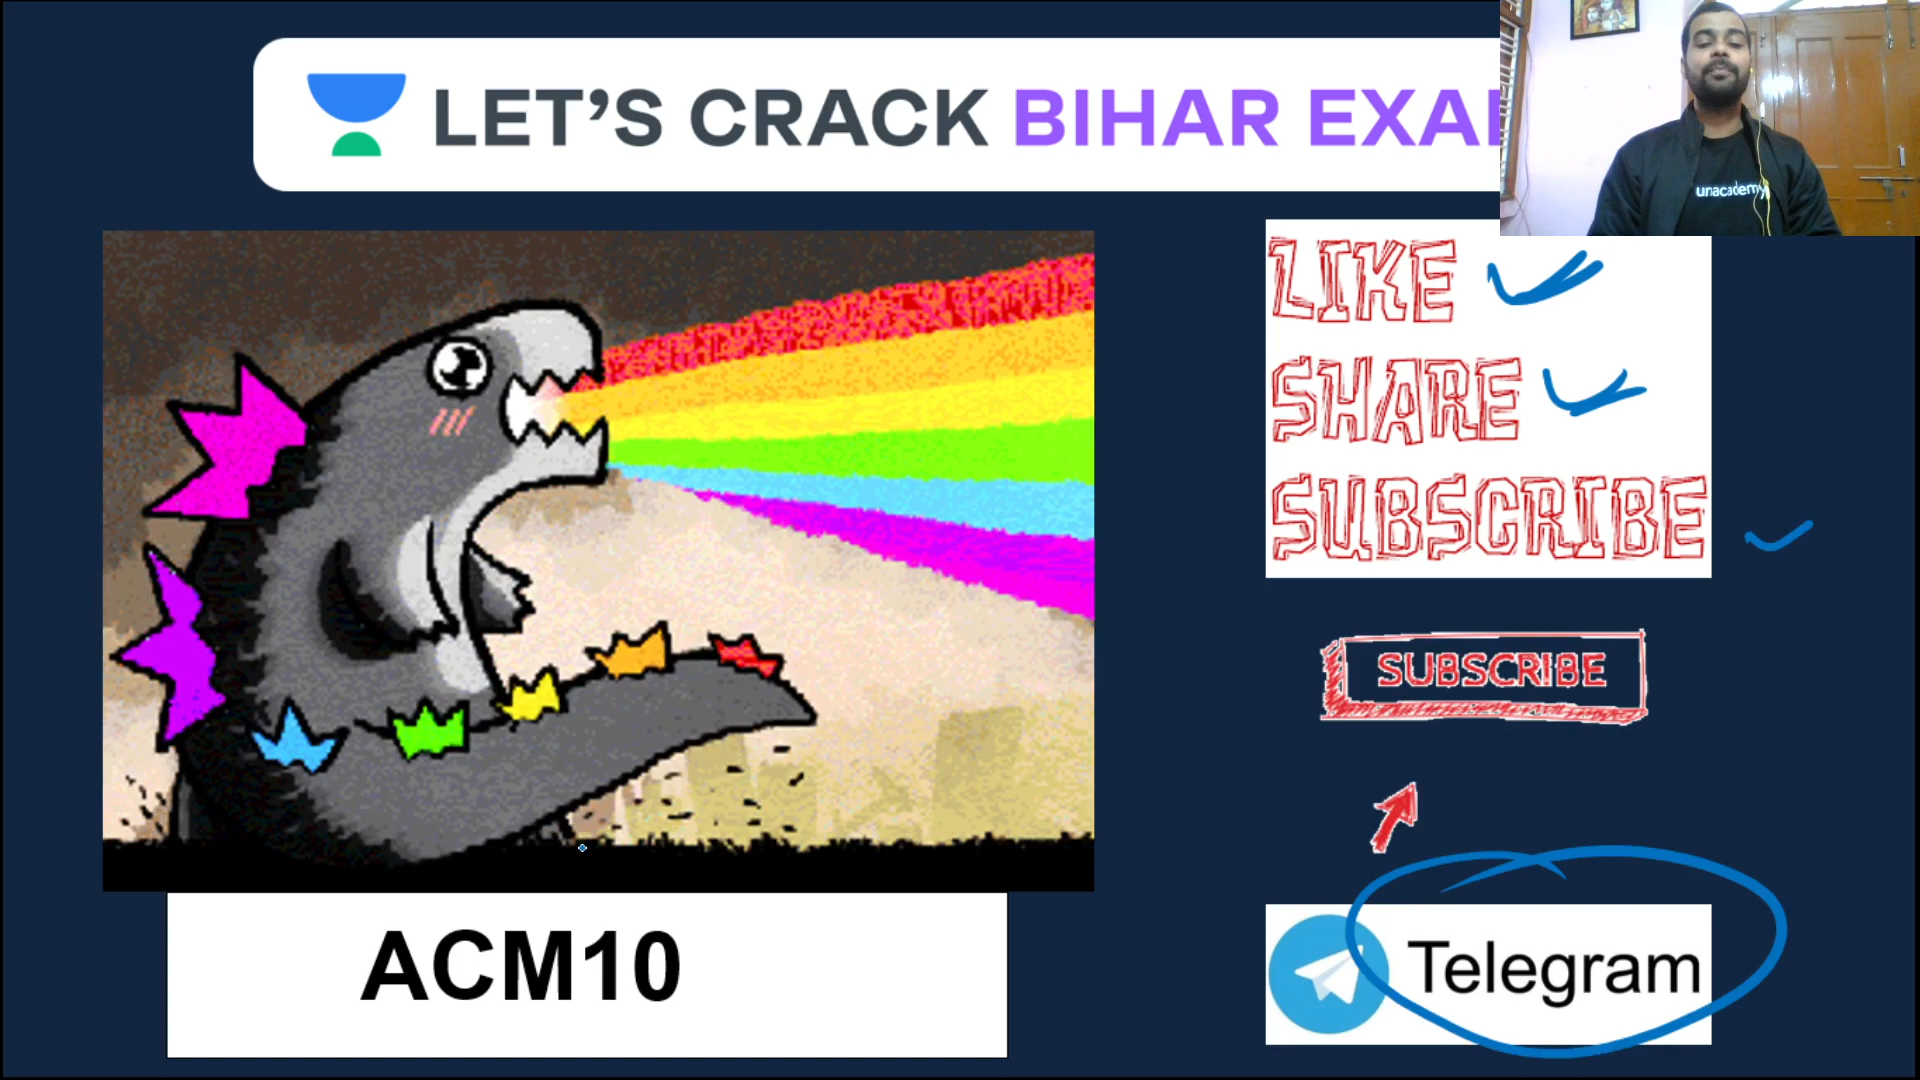 LET'S CRACK BIHAR EXA
unacademy
LIKE
SHARE
SUBSCRIBE
SUBSCRIBE
ACM10
Telegram